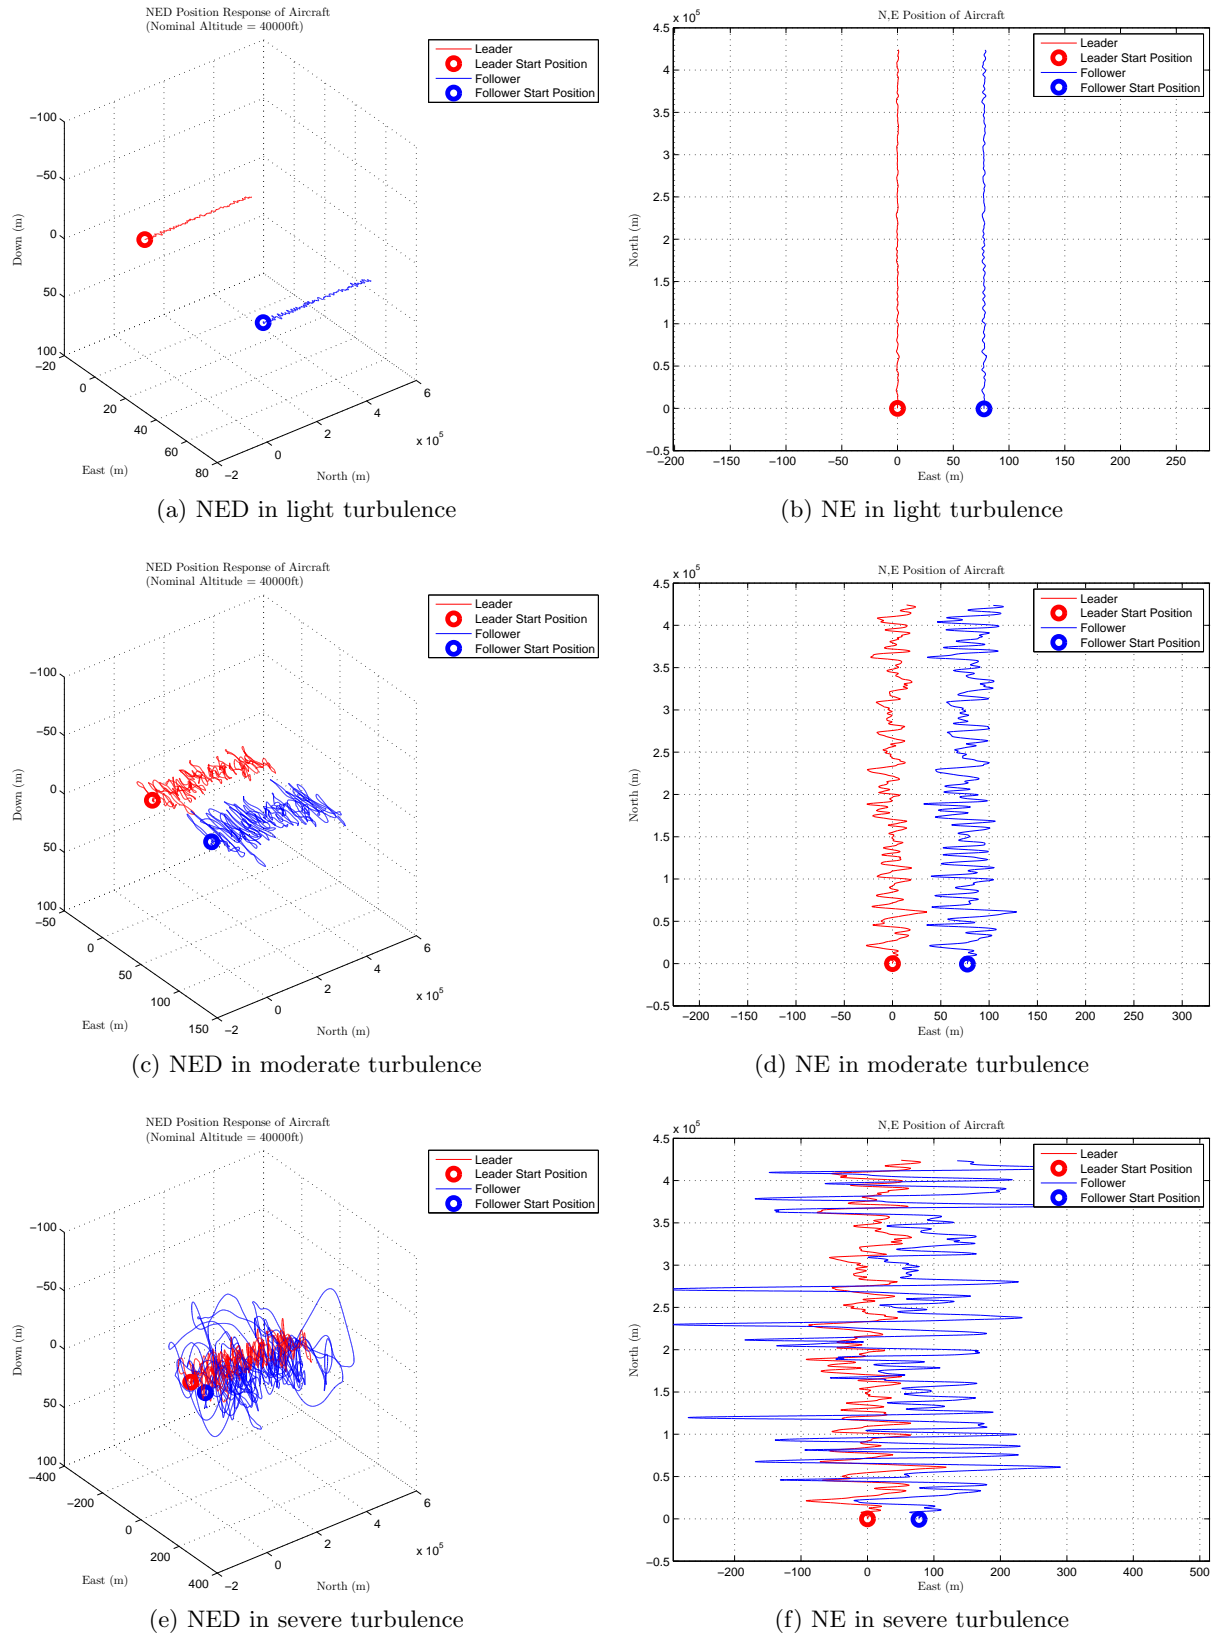 NED Position Response of Aircraft
(Nominal Altitude = 40000ft)
Leader
Leader Start Position
Follower
Follower Start Position
−100
−50
0
50
100
Down (m)
−20
0
20
40
60
80
East (m)
−2
0
2
4
6
x 10^5
North (m)
(a) NED in light turbulence
N,E Position of Aircraft
x 10^5
Leader
Leader Start Position
Follower
Follower Start Position
4.5
4
3.5
3
2.5
2
1.5
1
0.5
0
−0.5
North (m)
−200 −150 −100 −50 0 50 100 150 200 250
East (m)
(b) NE in light turbulence
NED Position Response of Aircraft
(Nominal Altitude = 40000ft)
Leader
Leader Start Position
Follower
Follower Start Position
−100
−50
0
50
100
Down (m)
−50
0
50
100
150
East (m)
−2
0
2
4
6
x 10^5
North (m)
(c) NED in moderate turbulence
N,E Position of Aircraft
x 10^5
Leader
Leader Start Position
Follower
Follower Start Position
4.5
4
3.5
3
2.5
2
1.5
1
0.5
0
−0.5
North (m)
−200 −150 −100 −50 0 50 100 150 200 250 300
East (m)
(d) NE in moderate turbulence
NED Position Response of Aircraft
(Nominal Altitude = 40000ft)
Leader
Leader Start Position
Follower
Follower Start Position
−100
−50
0
50
100
Down (m)
−400
−200
0
200
400
East (m)
−2
0
2
4
6
x 10^5
North (m)
(e) NED in severe turbulence
N,E Position of Aircraft
x 10^5
Leader
Leader Start Position
Follower
Follower Start Position
4.5
4
3.5
3
2.5
2
1.5
1
0.5
0
−0.5
North (m)
−200 −100 0 100 200 300 400 500
East (m)
(f) NE in severe turbulence